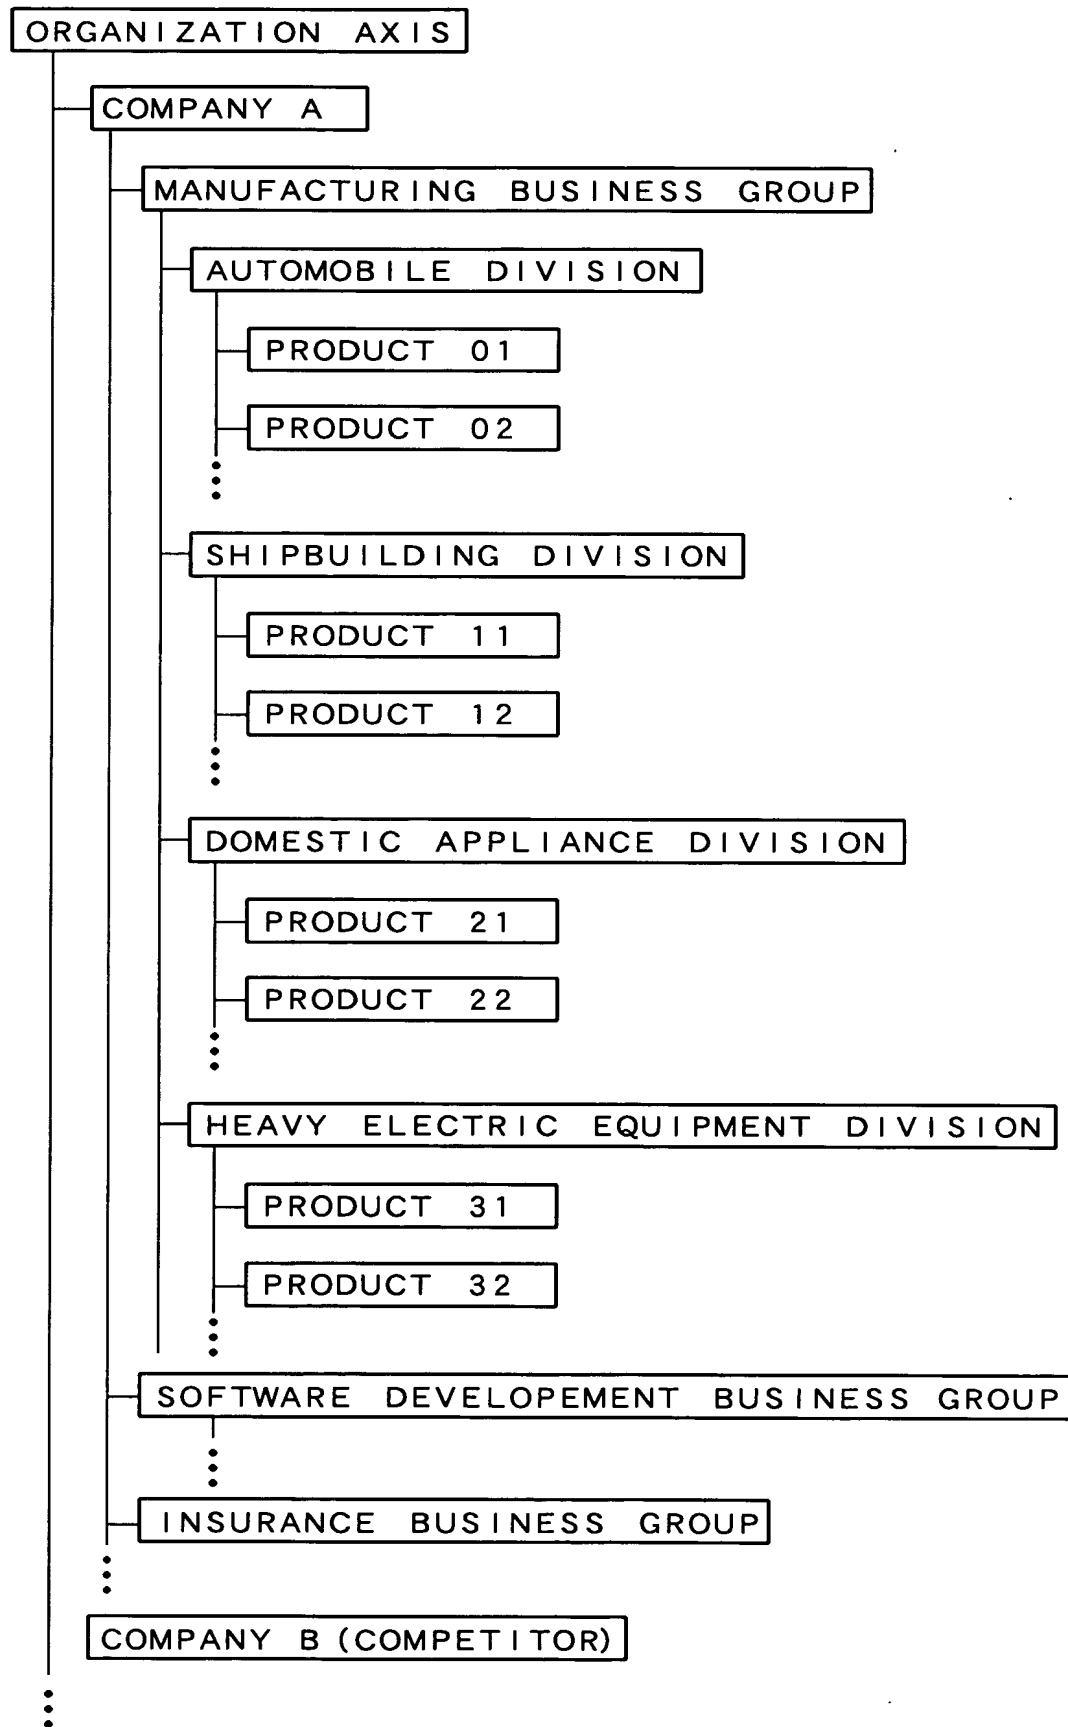 ORGANIZATION AXIS
COMPANY A
MANUFACTURING BUSINESS GROUP
AUTOMOBILE DIVISION
PRODUCT 01
PRODUCT 02
SHIPBUILDING DIVISION
PRODUCT 11
PRODUCT 12
DOMESTIC APPLIANCE DIVISION
PRODUCT 21
PRODUCT 22
HEAVY ELECTRIC EQUIPMENT DIVISION
PRODUCT 31
PRODUCT 32
SOFTWARE DEVELOPEMENT BUSINESS GROUP
INSURANCE BUSINESS GROUP
COMPANY B (COMPETITOR)